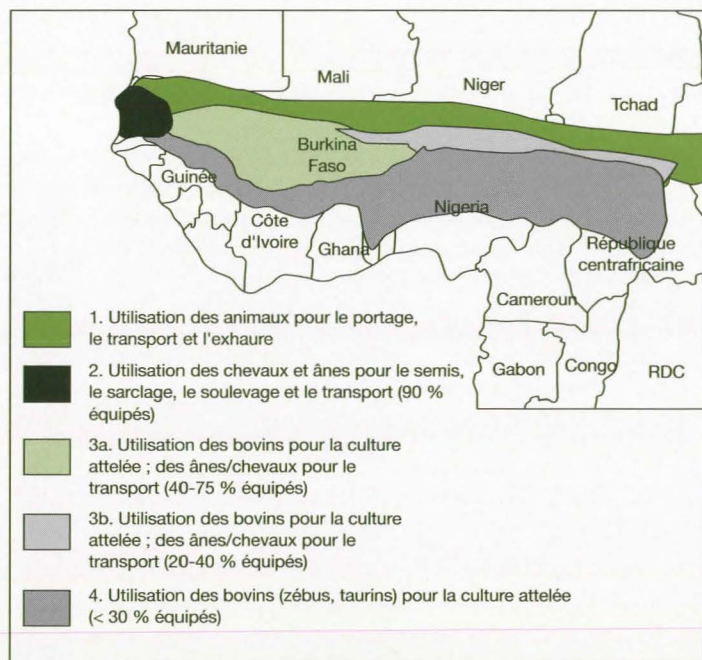 Mauritanie
Mali
Niger
Tchad
Burkina
Faso
Guinée
Côte
d'Ivoire
Ghana
Nigeria
République
centrafricaine
Cameroun
Gabon
Congo
RDC
1. Utilisation des animaux pour le portage,
le transport et l'exhaure
2. Utilisation des chevaux et ânes pour le semis,
le sarclage, le soulevage et le transport (90 %
équipés)
3a. Utilisation des bovins pour la culture
attelée ; des ânes/chevaux pour le
transport (40-75 % équipés)
3b. Utilisation des bovins pour la culture
attelée ; des ânes/chevaux pour le
transport (20-40 % équipés)
4. Utilisation des bovins (zébus, taurins) pour la culture attelée
(< 30 % équipés)